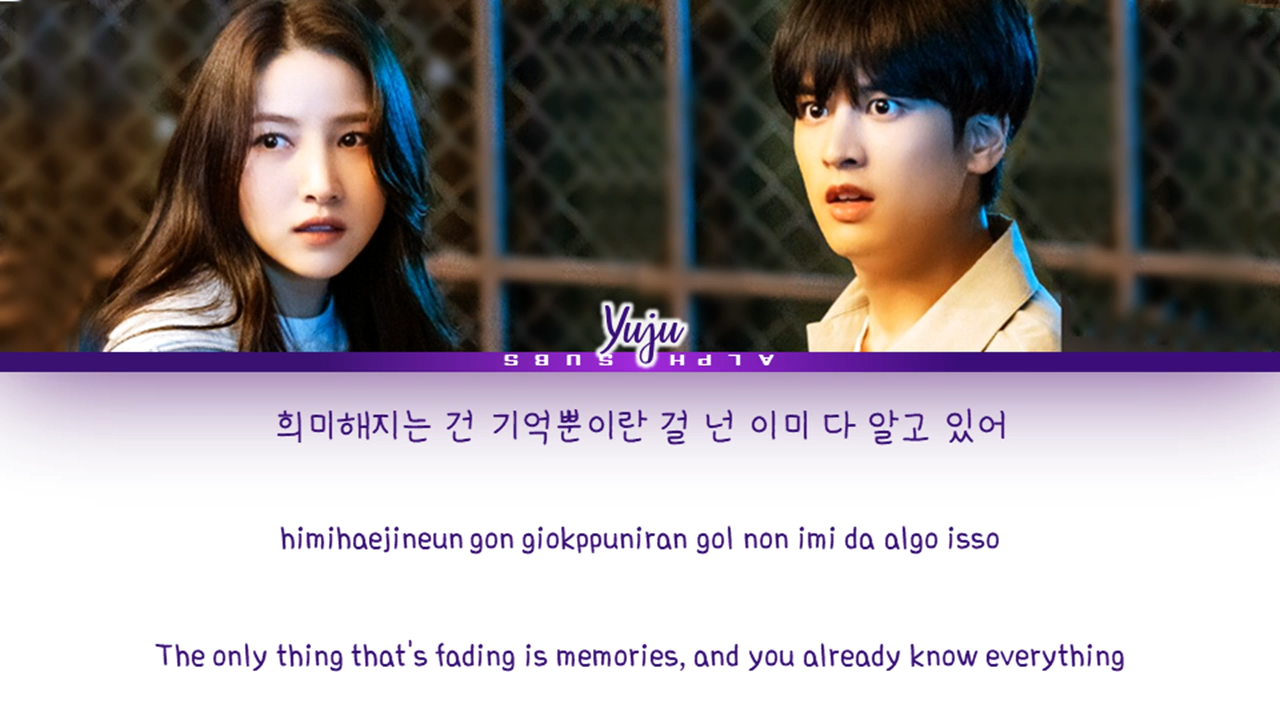 Yuju
ALPH SUBS
희미해지는 건 기억뿐이란 걸 넌 이미 다 알고 있어
himihaejineun gon giokppuniran gol non imi da algo isso
The only thing that's fading is memories, and you already know everything